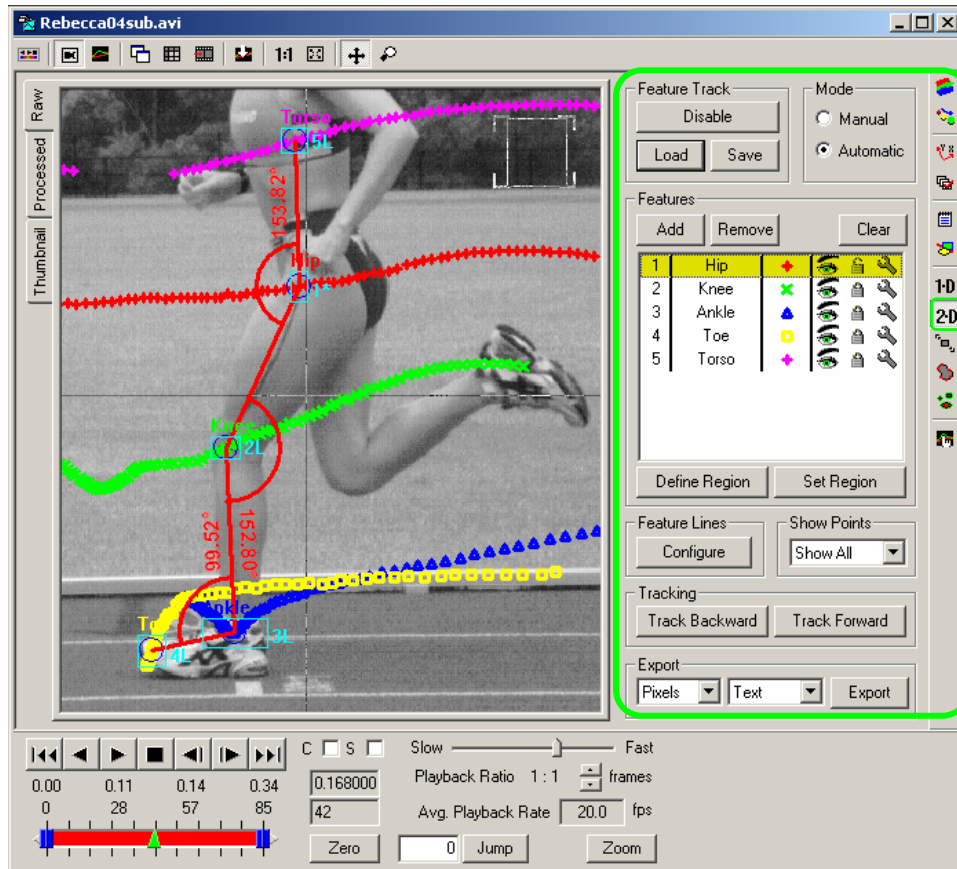 Rebecca04sub.avi
1:1
Raw
Processed
Thumbnail
Torso
5L
153.82°
Hip
Knee
2L
152.80°
96.52°
Ankle
3L
To
4L
Feature Track
Disable
Load Save
Mode
Manual
Automatic
Features
Add Remove Clear
1 Hip
2 Knee
3 Ankle
4 Toe
5 Torso
Define Region Set Region
Feature Lines
Configure
Show Points
Show All
Tracking
Track Backward Track Forward
Export
Pixels Text Export
1-D
2-D
C S Slow Fast
0.168000 Playback Ratio 1 : 1 frames
0.00 0.11 0.14 0.34
0 28 57 85
42 Avg. Playback Rate 20.0 fps
Zero 0 Jump Zoom